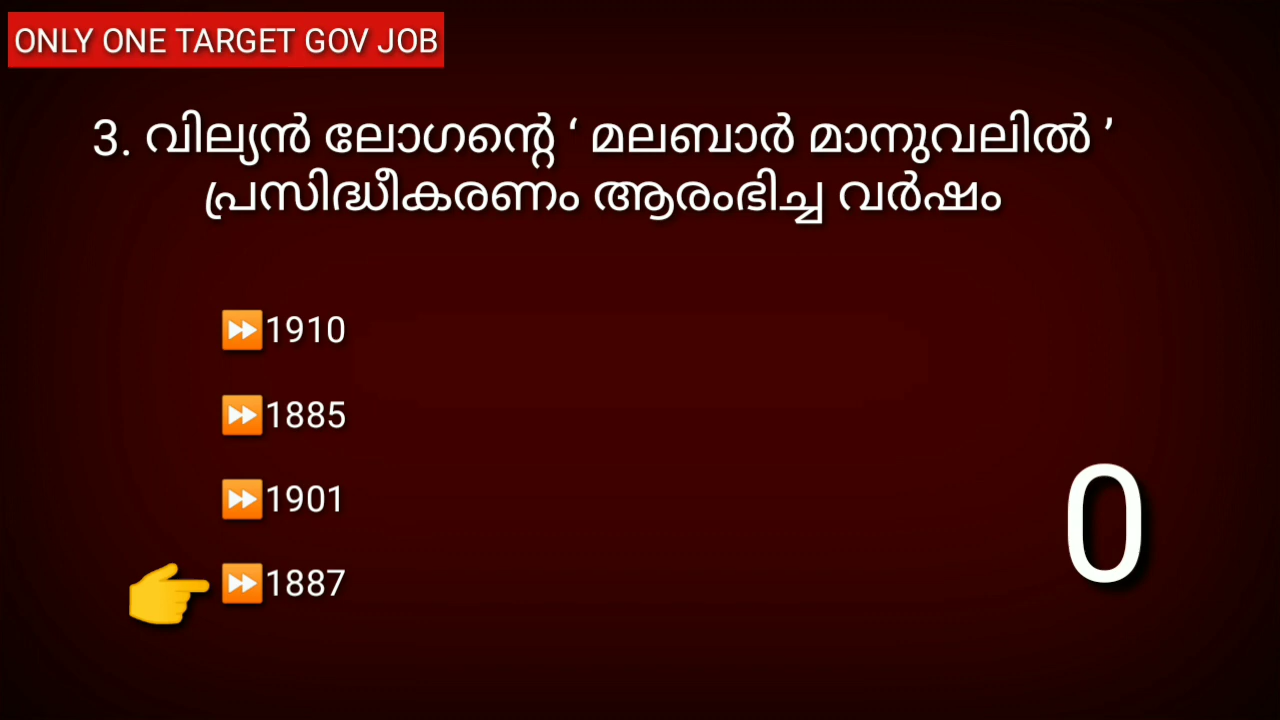 ONLY ONE TARGET GOV JOB
3. വില്യൻ ലോഗന്റെ ‘ മലബാർ മാനുവലിൽ ’
പ്രസിദ്ധീകരണം ആരംഭിച്ച വർഷം
⏩1910
⏩1885
⏩1901
⏩1887
0